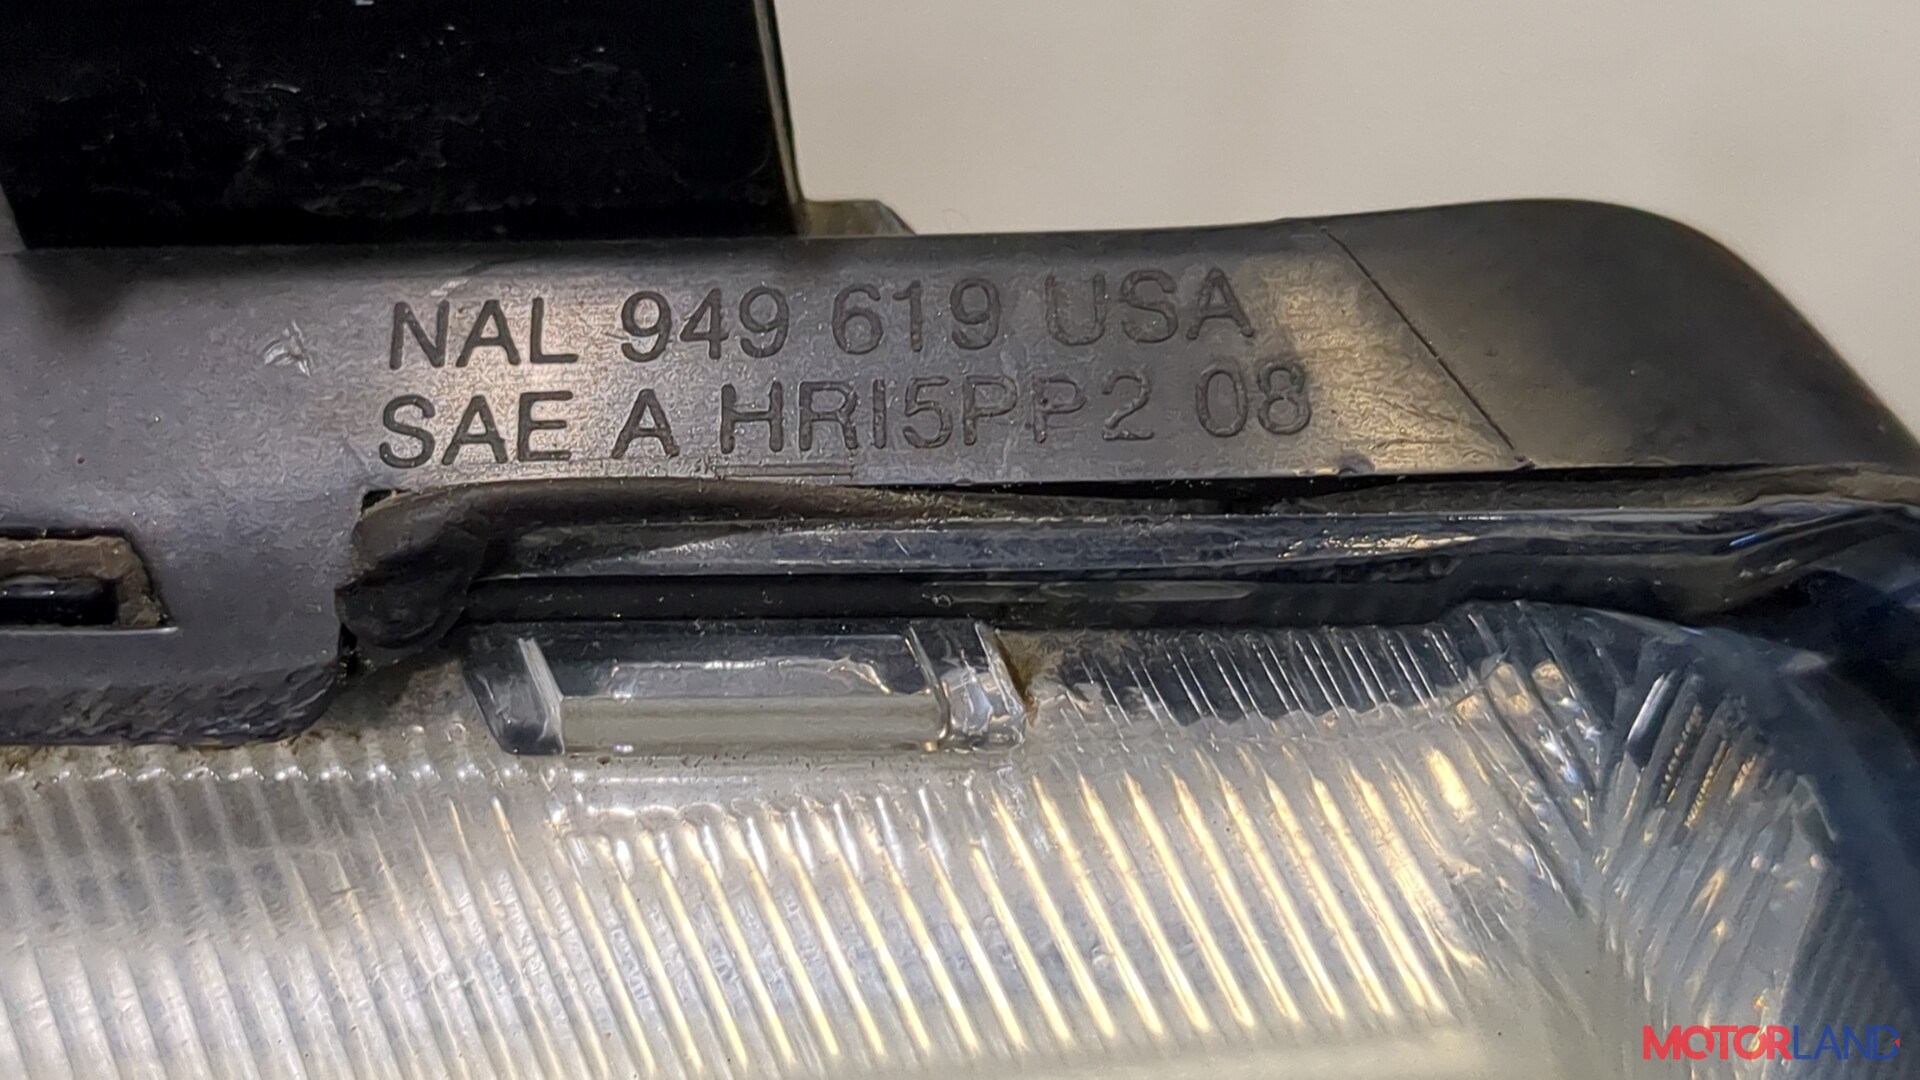 NAL 949 619 USA
SAE A HRI5PP2 08
MOTORLAND